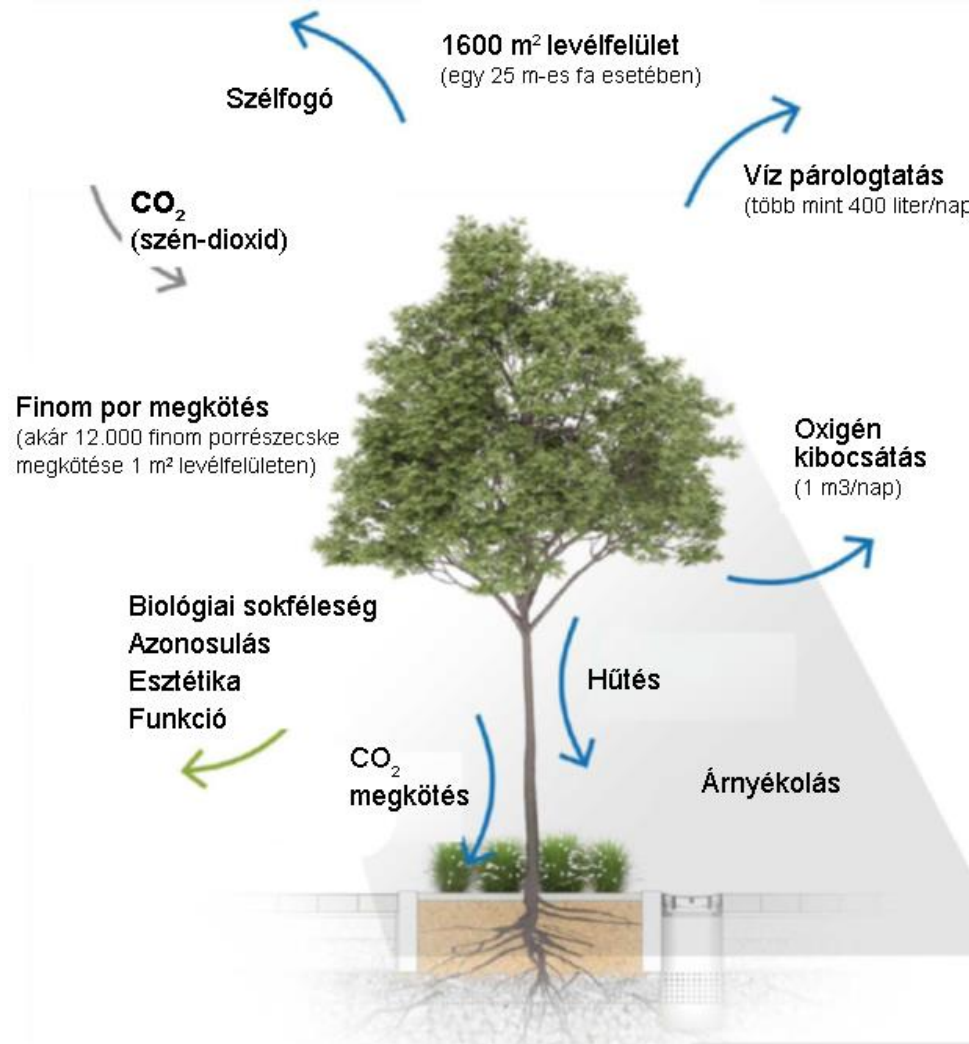 1600 m² levélfelület
(egy 25 m-es fa esetében)
Szélfogó
Víz párologtatás
(több mint 400 liter/nap
CO₂
(szén-dioxid)
Finom por megkötés
(akár 12.000 finom porrészecske
megkötése 1 m² levélfelületen)
Oxigén
kibocsátás
(1 m3/nap)
Biológiai sokféleség
Azonosulás
Esztétika
Funkció
Hűtés
CO₂
megkötés
Árnyékolás